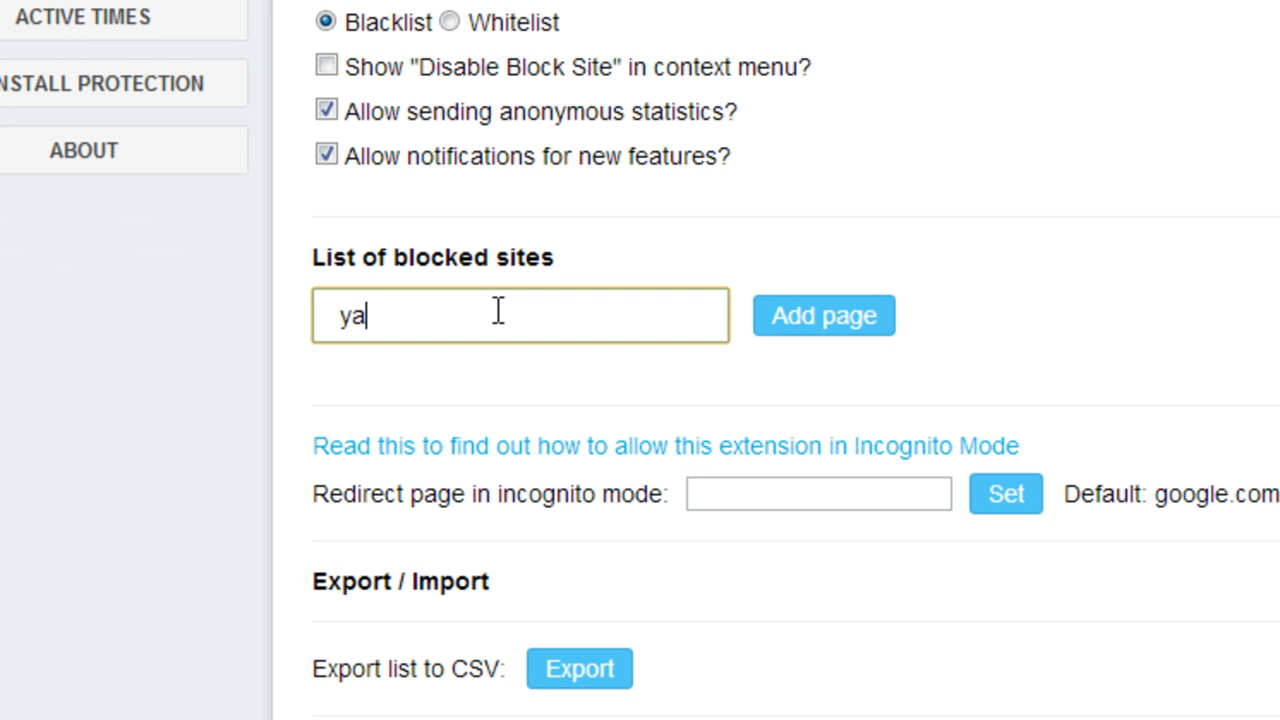 ACTIVE TIMES
NSTALL PROTECTION
ABOUT
Blacklist Whitelist
Show "Disable Block Site" in context menu?
Allow sending anonymous statistics?
Allow notifications for new features?
List of blocked sites
ya Add page
Read this to find out how to allow this extension in Incognito Mode
Redirect page in incognito mode: Set Default: google.com
Export / Import
Export list to CSV: Export